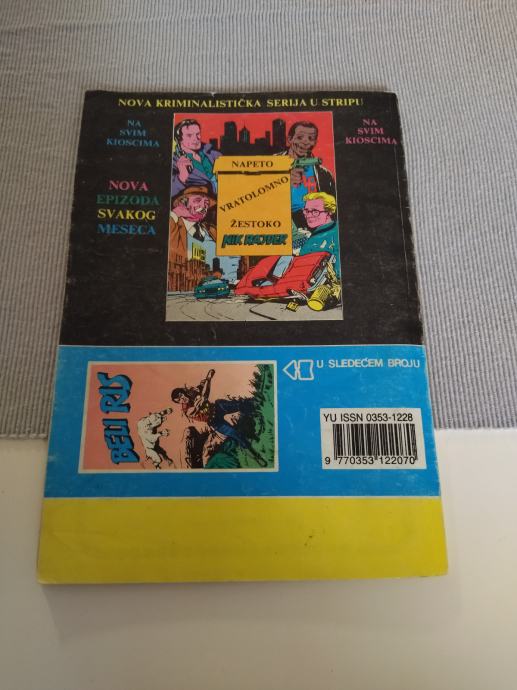 NOVA KRIMINALISTIČKA SERIJA U STRIPU
NA
SVIM
KIOSCIMA
NA
SVIM
KIOSCIMA
NOVA
EPIZODA
SVAKOG
MESECA
NAPETO
VRATOLOMNO
ŽESTOKO
NIK RAJDER
U SLEDEĆEM BROJU
BELI RIS
YU ISSN 0353-1228
9 770353 122070